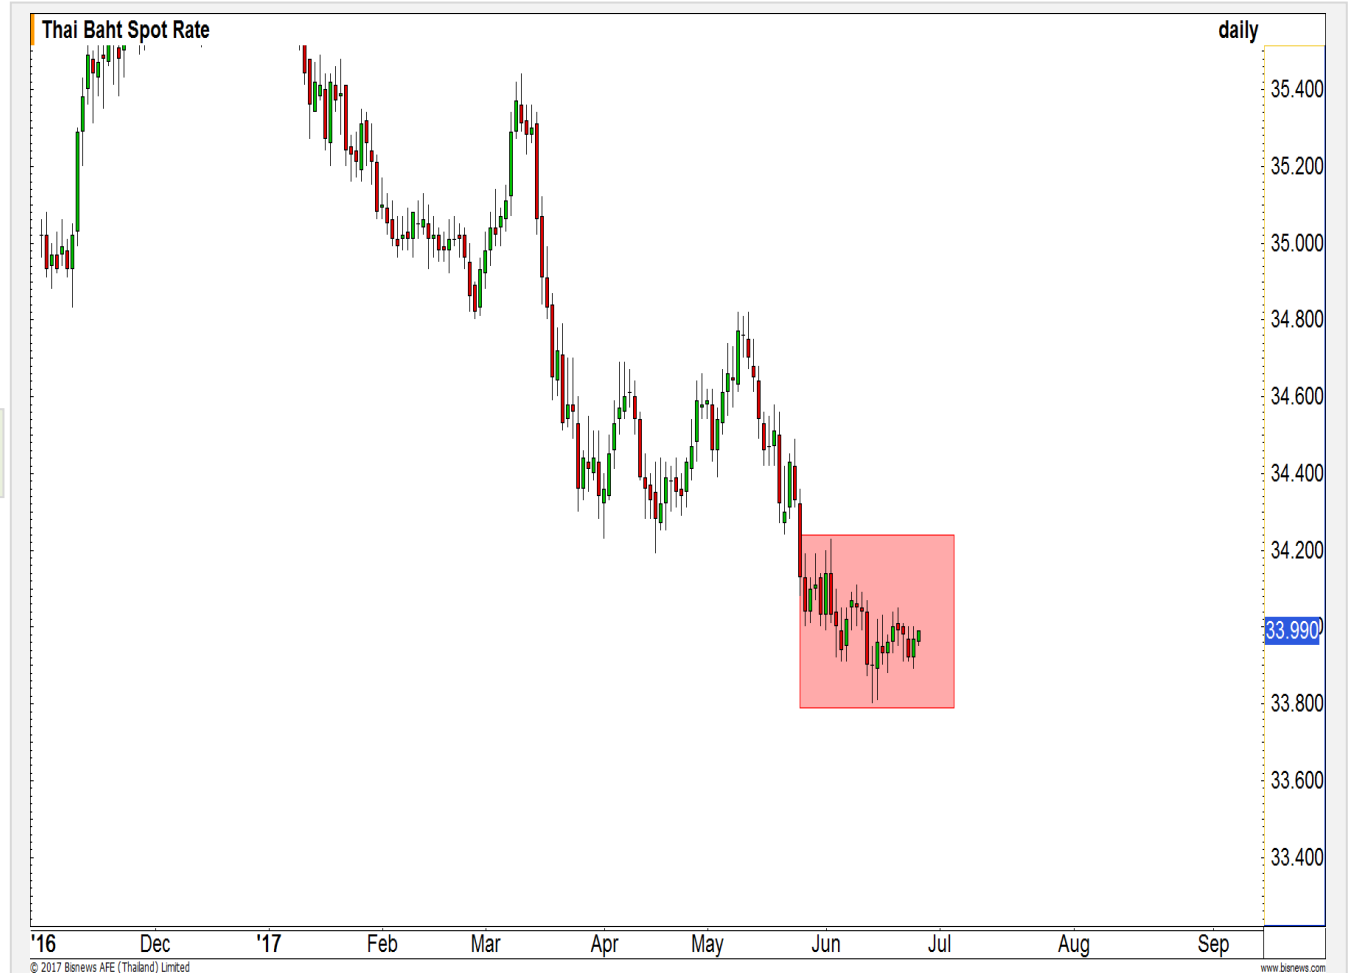 Thai Baht Spot Rate
daily
35.400
35.200
35.000
34.800
34.600
34.400
34.200
33.990
33.800
33.600
33.400
'16 Dec '17 Feb Mar Apr May Jun Jul Aug Sep
© 2017 Bisnews AFE (Thailand) Limited
www.bisnews.com